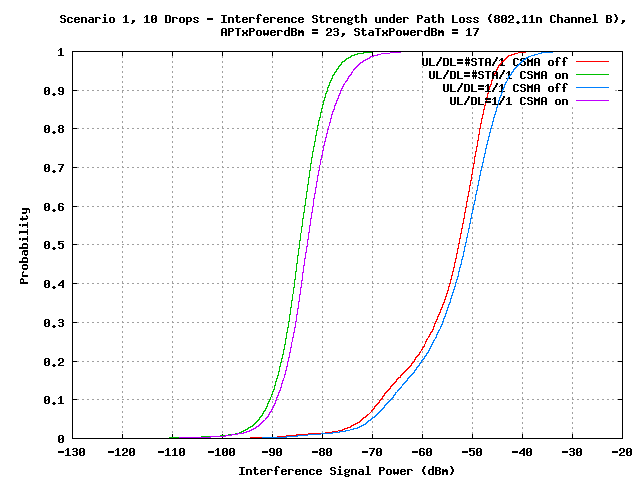 Scenario 1, 10 Drops - Interference Strength under Path Loss (802.11n Channel B),
APTxPowerdBm = 23, StaTxPowerdBm = 17
UL/DL=#STA/1 CSMA off
UL/DL=#STA/1 CSMA on
UL/DL=1/1 CSMA off
UL/DL=1/1 CSMA on
Probability
1
0.9
0.8
0.7
0.6
0.5
0.4
0.3
0.2
0.1
0
-130 -120 -110 -100 -90 -80 -70 -60 -50 -40 -30 -20
Interference Signal Power (dBm)